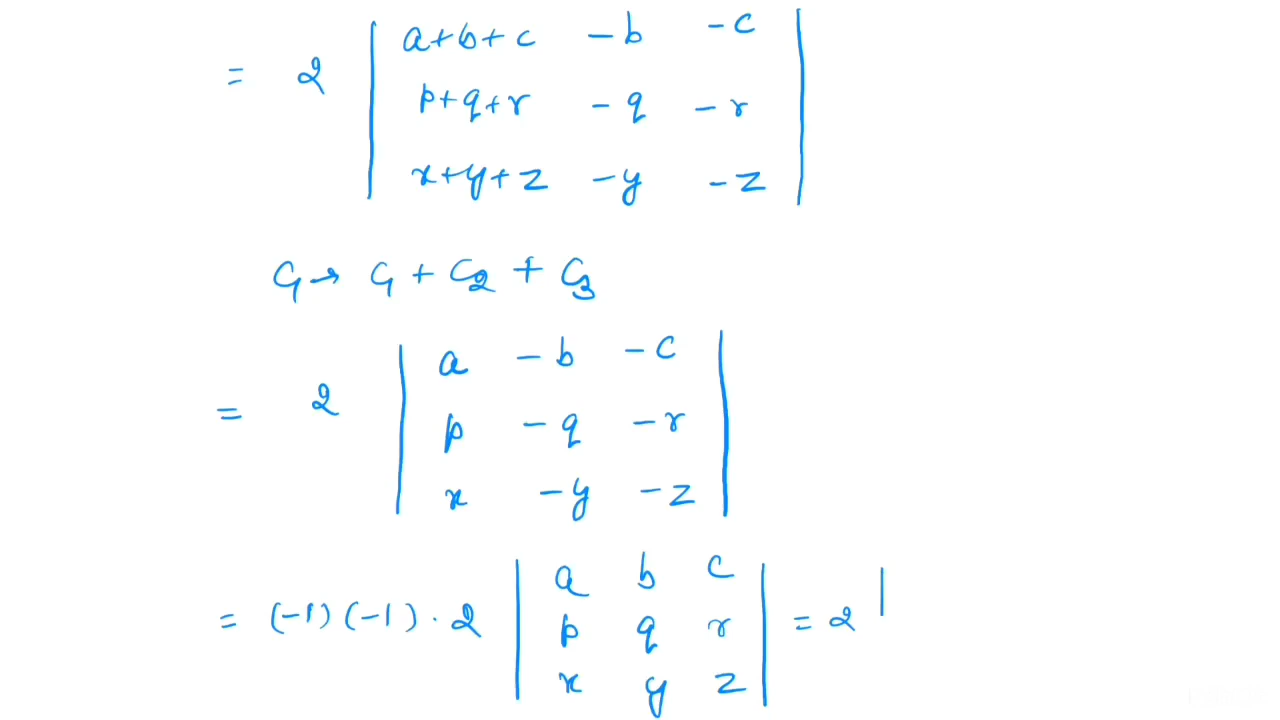 = 2 | a+b+c -b -c |
| p+q+r -q -r |
| x+y+z -y -z |
C1 → C1 + C2 + C3
= 2 | a -b -c |
| p -q -r |
| x -y -z |
= (-1) (-1) · 2 | a b c | = 2 |
| p q r |
| x y z |